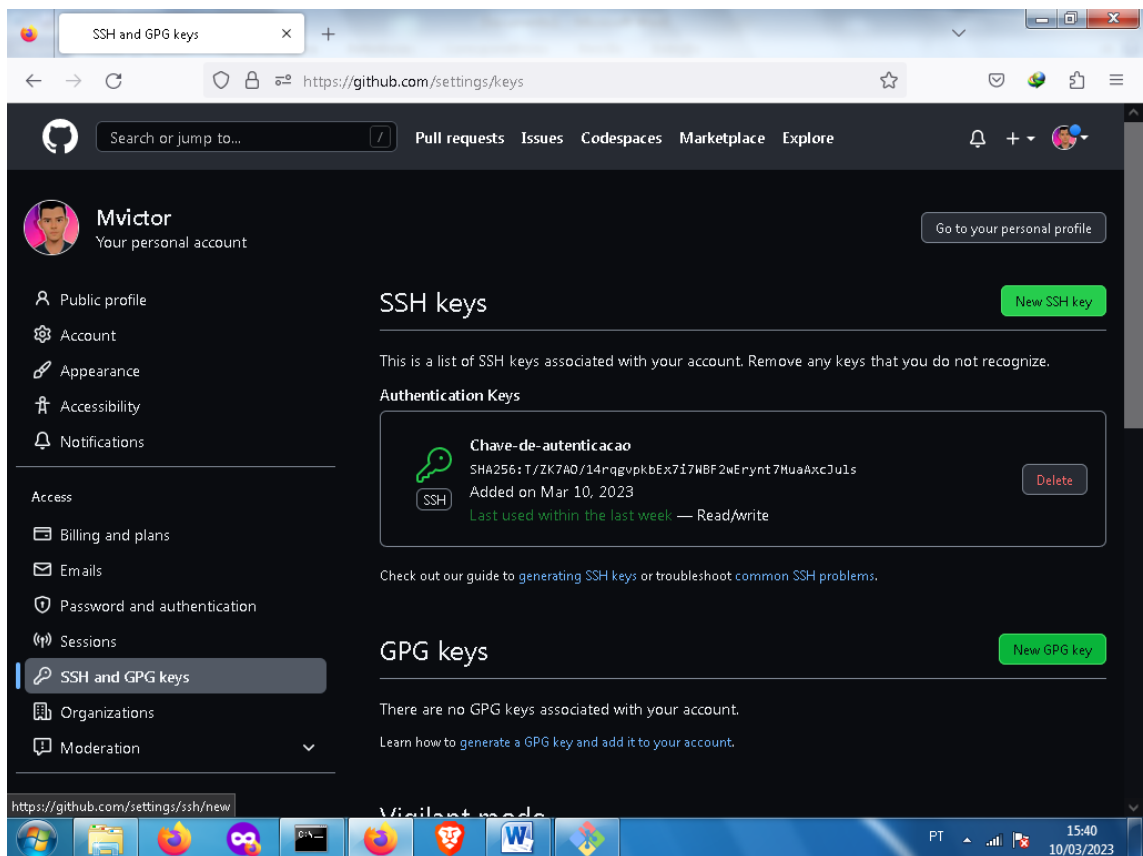 SSH and GPG keys
https://github.com/settings/keys
Search or jump to...
/
Pull requests
Issues
Codespaces
Marketplace
Explore
Mvictor
Your personal account
Go to your personal profile
Public profile
Account
Appearance
Accessibility
Notifications
Access
Billing and plans
Emails
Password and authentication
Sessions
SSH and GPG keys
Organizations
Moderation
SSH keys
New SSH key
This is a list of SSH keys associated with your account. Remove any keys that you do not recognize.
Authentication Keys
Chave-de-autenticacao
SHA256:T/ZK7AO/14rqgvpkbEx7i7WBF2wErynt7MuaAxcJuls
SSH
Added on Mar 10, 2023
Last used within the last week — Read/write
Delete
Check out our guide to generating SSH keys or troubleshoot common SSH problems.
GPG keys
New GPG key
There are no GPG keys associated with your account.
Learn how to generate a GPG key and add it to your account.
Vigilant mode
https://github.com/settings/ssh/new
C:\
W
PT
15:40
10/03/2023